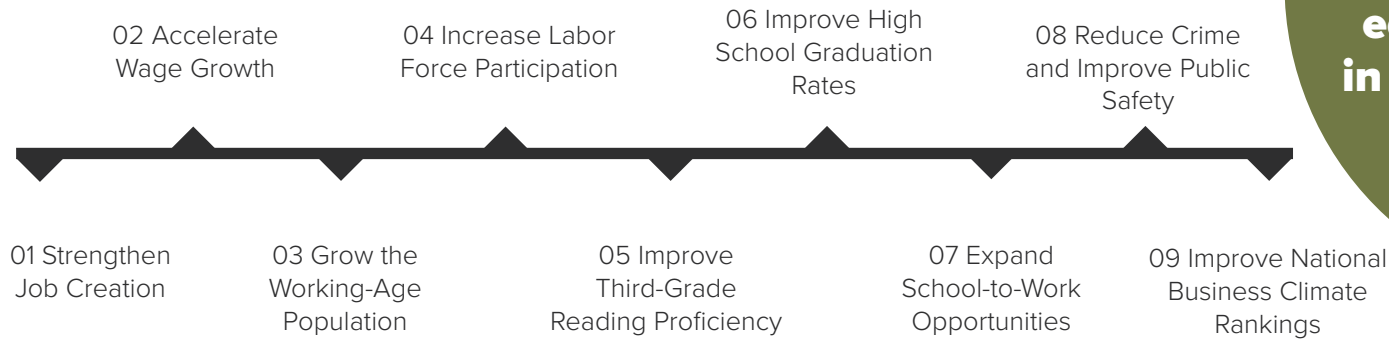 02 Accelerate
Wage Growth
04 Increase Labor
Force Participation
06 Improve High
School Graduation
Rates
08 Reduce Crime
and Improve Public
Safety
in
01 Strengthen
Job Creation
03 Grow the
Working-Age
Population
05 Improve
Third-Grade
Reading Proficiency
07 Expand
School-to-Work
Opportunities
09 Improve National
Business Climate
Rankings